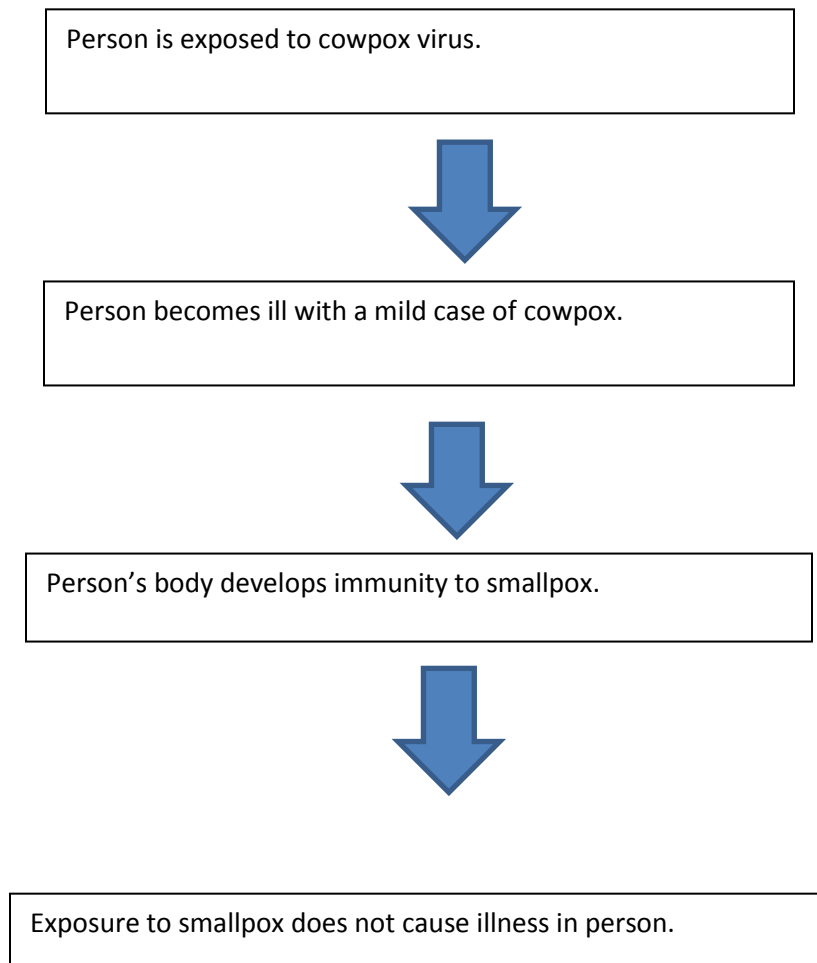 Person is exposed to cowpox virus.
Person becomes ill with a mild case of cowpox.
Person’s body develops immunity to smallpox.
Exposure to smallpox does not cause illness in person.